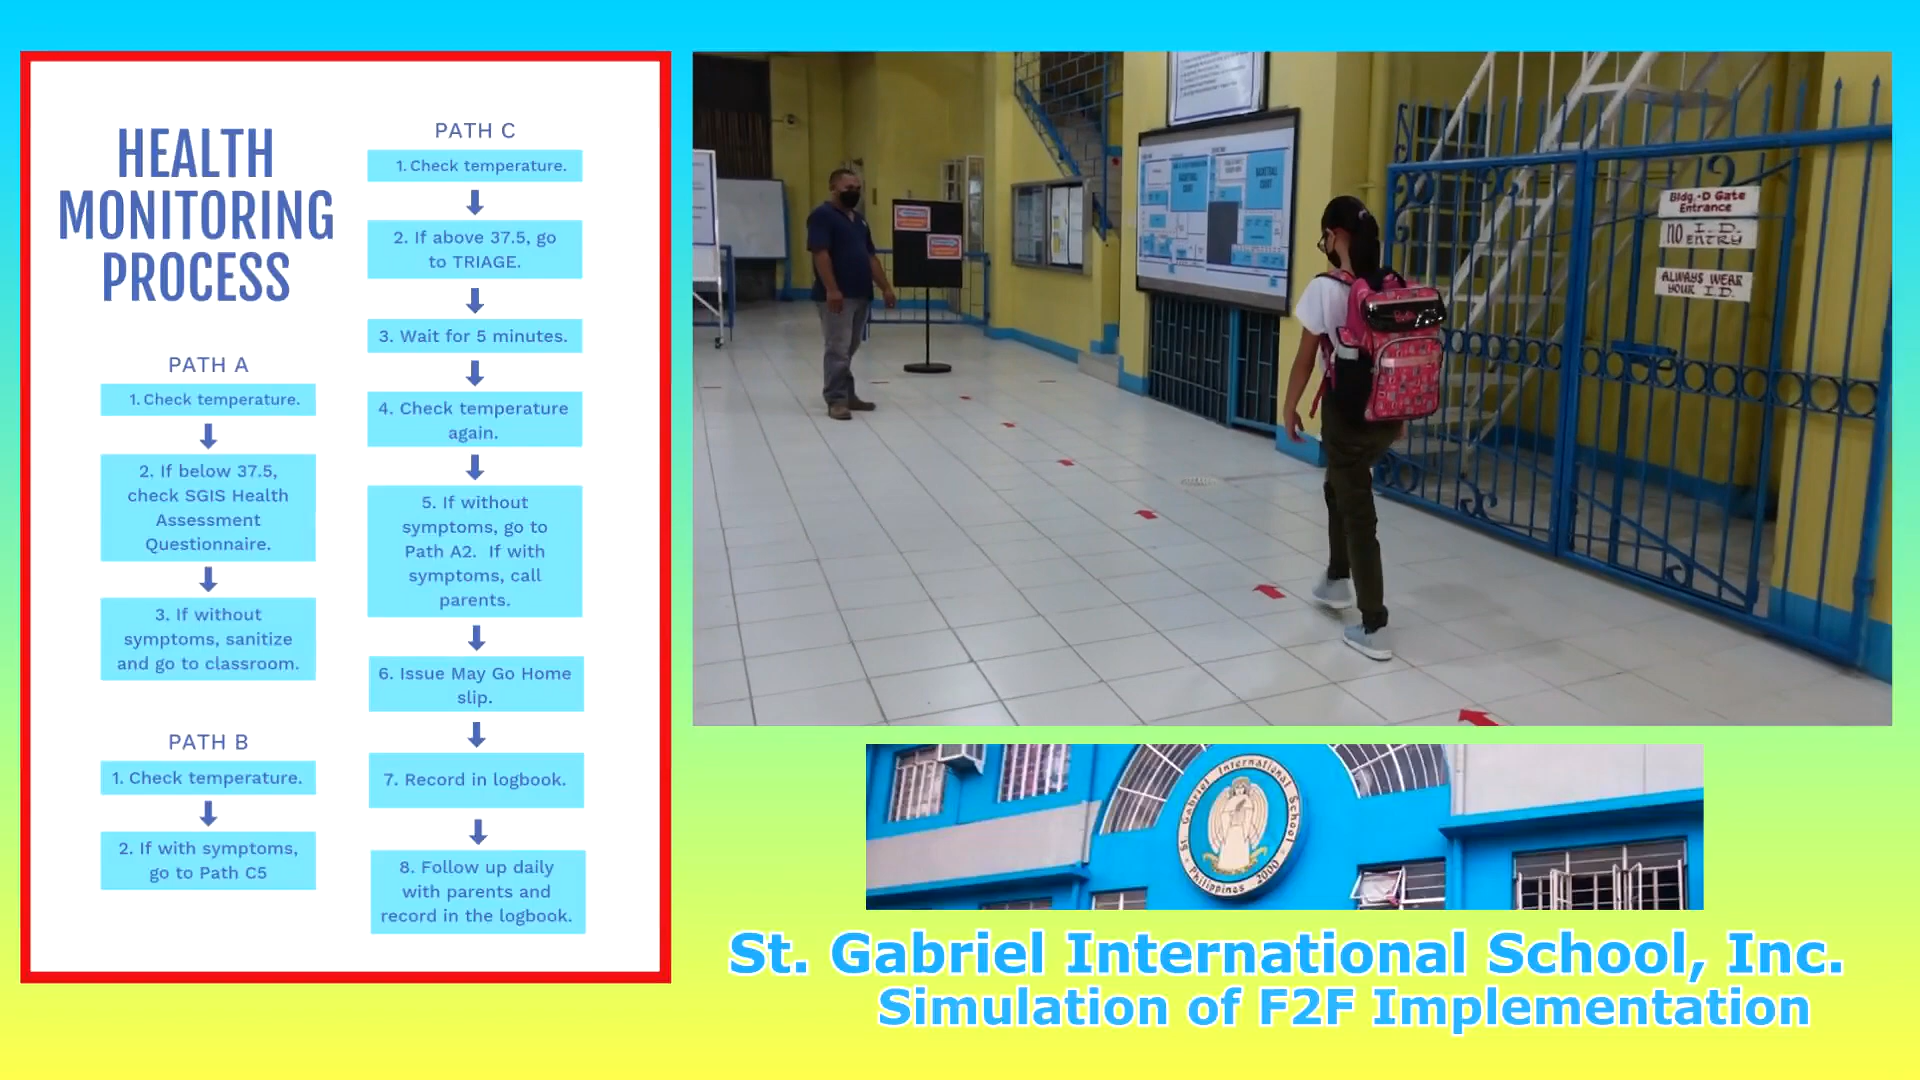 HEALTH
MONITORING
PROCESS
PATH A
1. Check temperature.
2. If below 37.5,
check SGIS Health
Assessment
Questionnaire.
3. If without
symptoms, sanitize
and go to classroom.
PATH B
1. Check temperature.
2. If with symptoms,
go to Path C5
PATH C
1. Check temperature.
2. If above 37.5, go
to TRIAGE.
3. Wait for 5 minutes.
4. Check temperature
again.
5. If without
symptoms, go to
Path A2. If with
symptoms, call
parents.
6. Issue May Go Home
slip.
7. Record in logbook.
8. Follow up daily
with parents and
record in the logbook.
BASKETBALL
COURT
BASKETBALL
COURT
Bldg.-D Gate
Entrance
NO I.D.
ENTRY
ALWAYS WEAR
YOUR I.D.
St. Gabriel International School
Philippines 2000
St. Gabriel International School, Inc.
Simulation of F2F Implementation